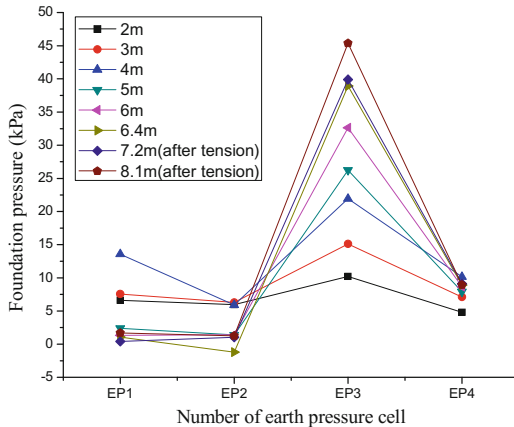 50
45
40
35
30
25
20
15
10
5
0
-5
Foundation pressure (kPa)
2m
3m
4m
5m
6m
6.4m
7.2m(after tension)
8.1m(after tension)
EP1 EP2 EP3 EP4
Number of earth pressure cell